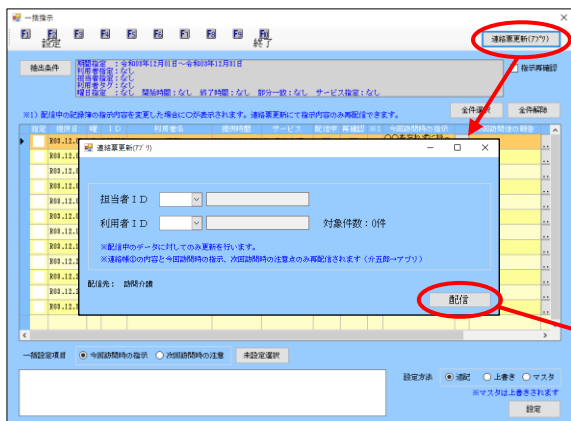 一括指示
F1 F2 F3 F4 F5 F6 F8 F9 F10
設定 終了
連絡票更新(ｱﾌﾟﾘ)
抽出条件
期間指定 : 令和03年12月01日～令和03年12月31日
利用者指定 : なし
担当者指定 : なし
利用者タグ : なし
曜日指定 : なし 開始時間 : なし 終了時間 : なし 部分一致 : なし サービス指定 : なし
指示再確認
※1) 配信中の記録簿の指示内容を変更した場合に○が表示されます。連絡票更新にて指示内容のみ再配信できます。
全件選択 全件解除
指定 提供日 曜 ＩＤ 利用者名 提供時間 サービス 配信中 再確認 ※1 今回訪問時の指示
連絡票更新(ｱﾌﾟﾘ)
担当者ＩＤ
利用者ＩＤ 対象件数：0件
※配信中のデータに対してのみ更新を行います。
※連絡帳①の内容と今回訪問時の指示、次回訪問時の注意点のみ再配信されます（介五郎→アプリ）
配信先： 訪問介護
配信
一括設定項目 今回訪問時の指示 次回訪問時の注意 未設定選択
設定方法 追記 上書き マスタ
※マスタは上書きされます
設定